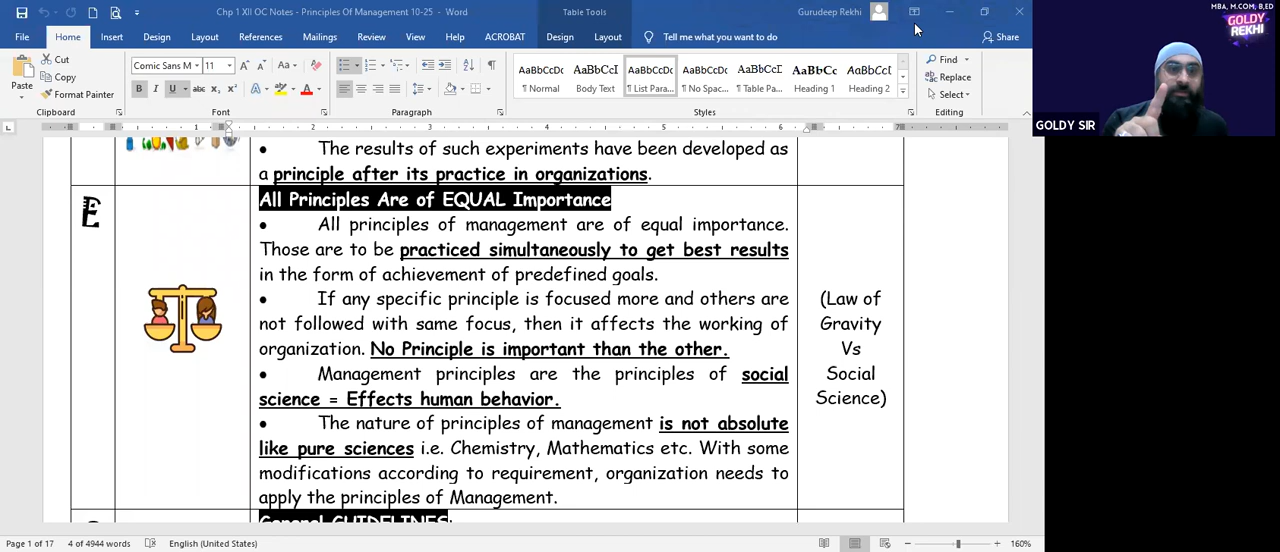 Chp 1 XII OC Notes - Principles Of Management 10-25 - Word
Table Tools
Gurudeep Rekhi
File Home Insert Design Layout References Mailings Review View Help ACROBAT Design Layout Tell me what you want to do Share
Paste
Cut
Copy
Format Painter
Clipboard
Comic Sans M 11
Font
Paragraph
AaBbCcDc AaBbCcI AaBbCcDc AaBbCcDc AaBbCcI AaBbCc AaBbCcI
¶ Normal Body Text ¶ List Para... ¶ No Spac... ¶ Table Pa... Heading 1 Heading 2
Styles
Find
Replace
Select
Editing
MBA, M.COM, B,ED
GOLDY
REKHI
GOLDY SIR
• The results of such experiments have been developed as
a principle after its practice in organizations.
E
All Principles Are of EQUAL Importance
• All principles of management are of equal importance.
Those are to be practiced simultaneously to get best results
in the form of achievement of predefined goals.
• If any specific principle is focused more and others are
not followed with same focus, then it affects the working of
organization. No Principle is important than the other.
• Management principles are the principles of social
science = Effects human behavior.
• The nature of principles of management is not absolute
like pure sciences i.e. Chemistry, Mathematics etc. With some
modifications according to requirement, organization needs to
apply the principles of Management.
General GUIDELINES:
(Law of
Gravity
Vs
Social
Science)
Page 1 of 17 4 of 4944 words English (United States) 160%